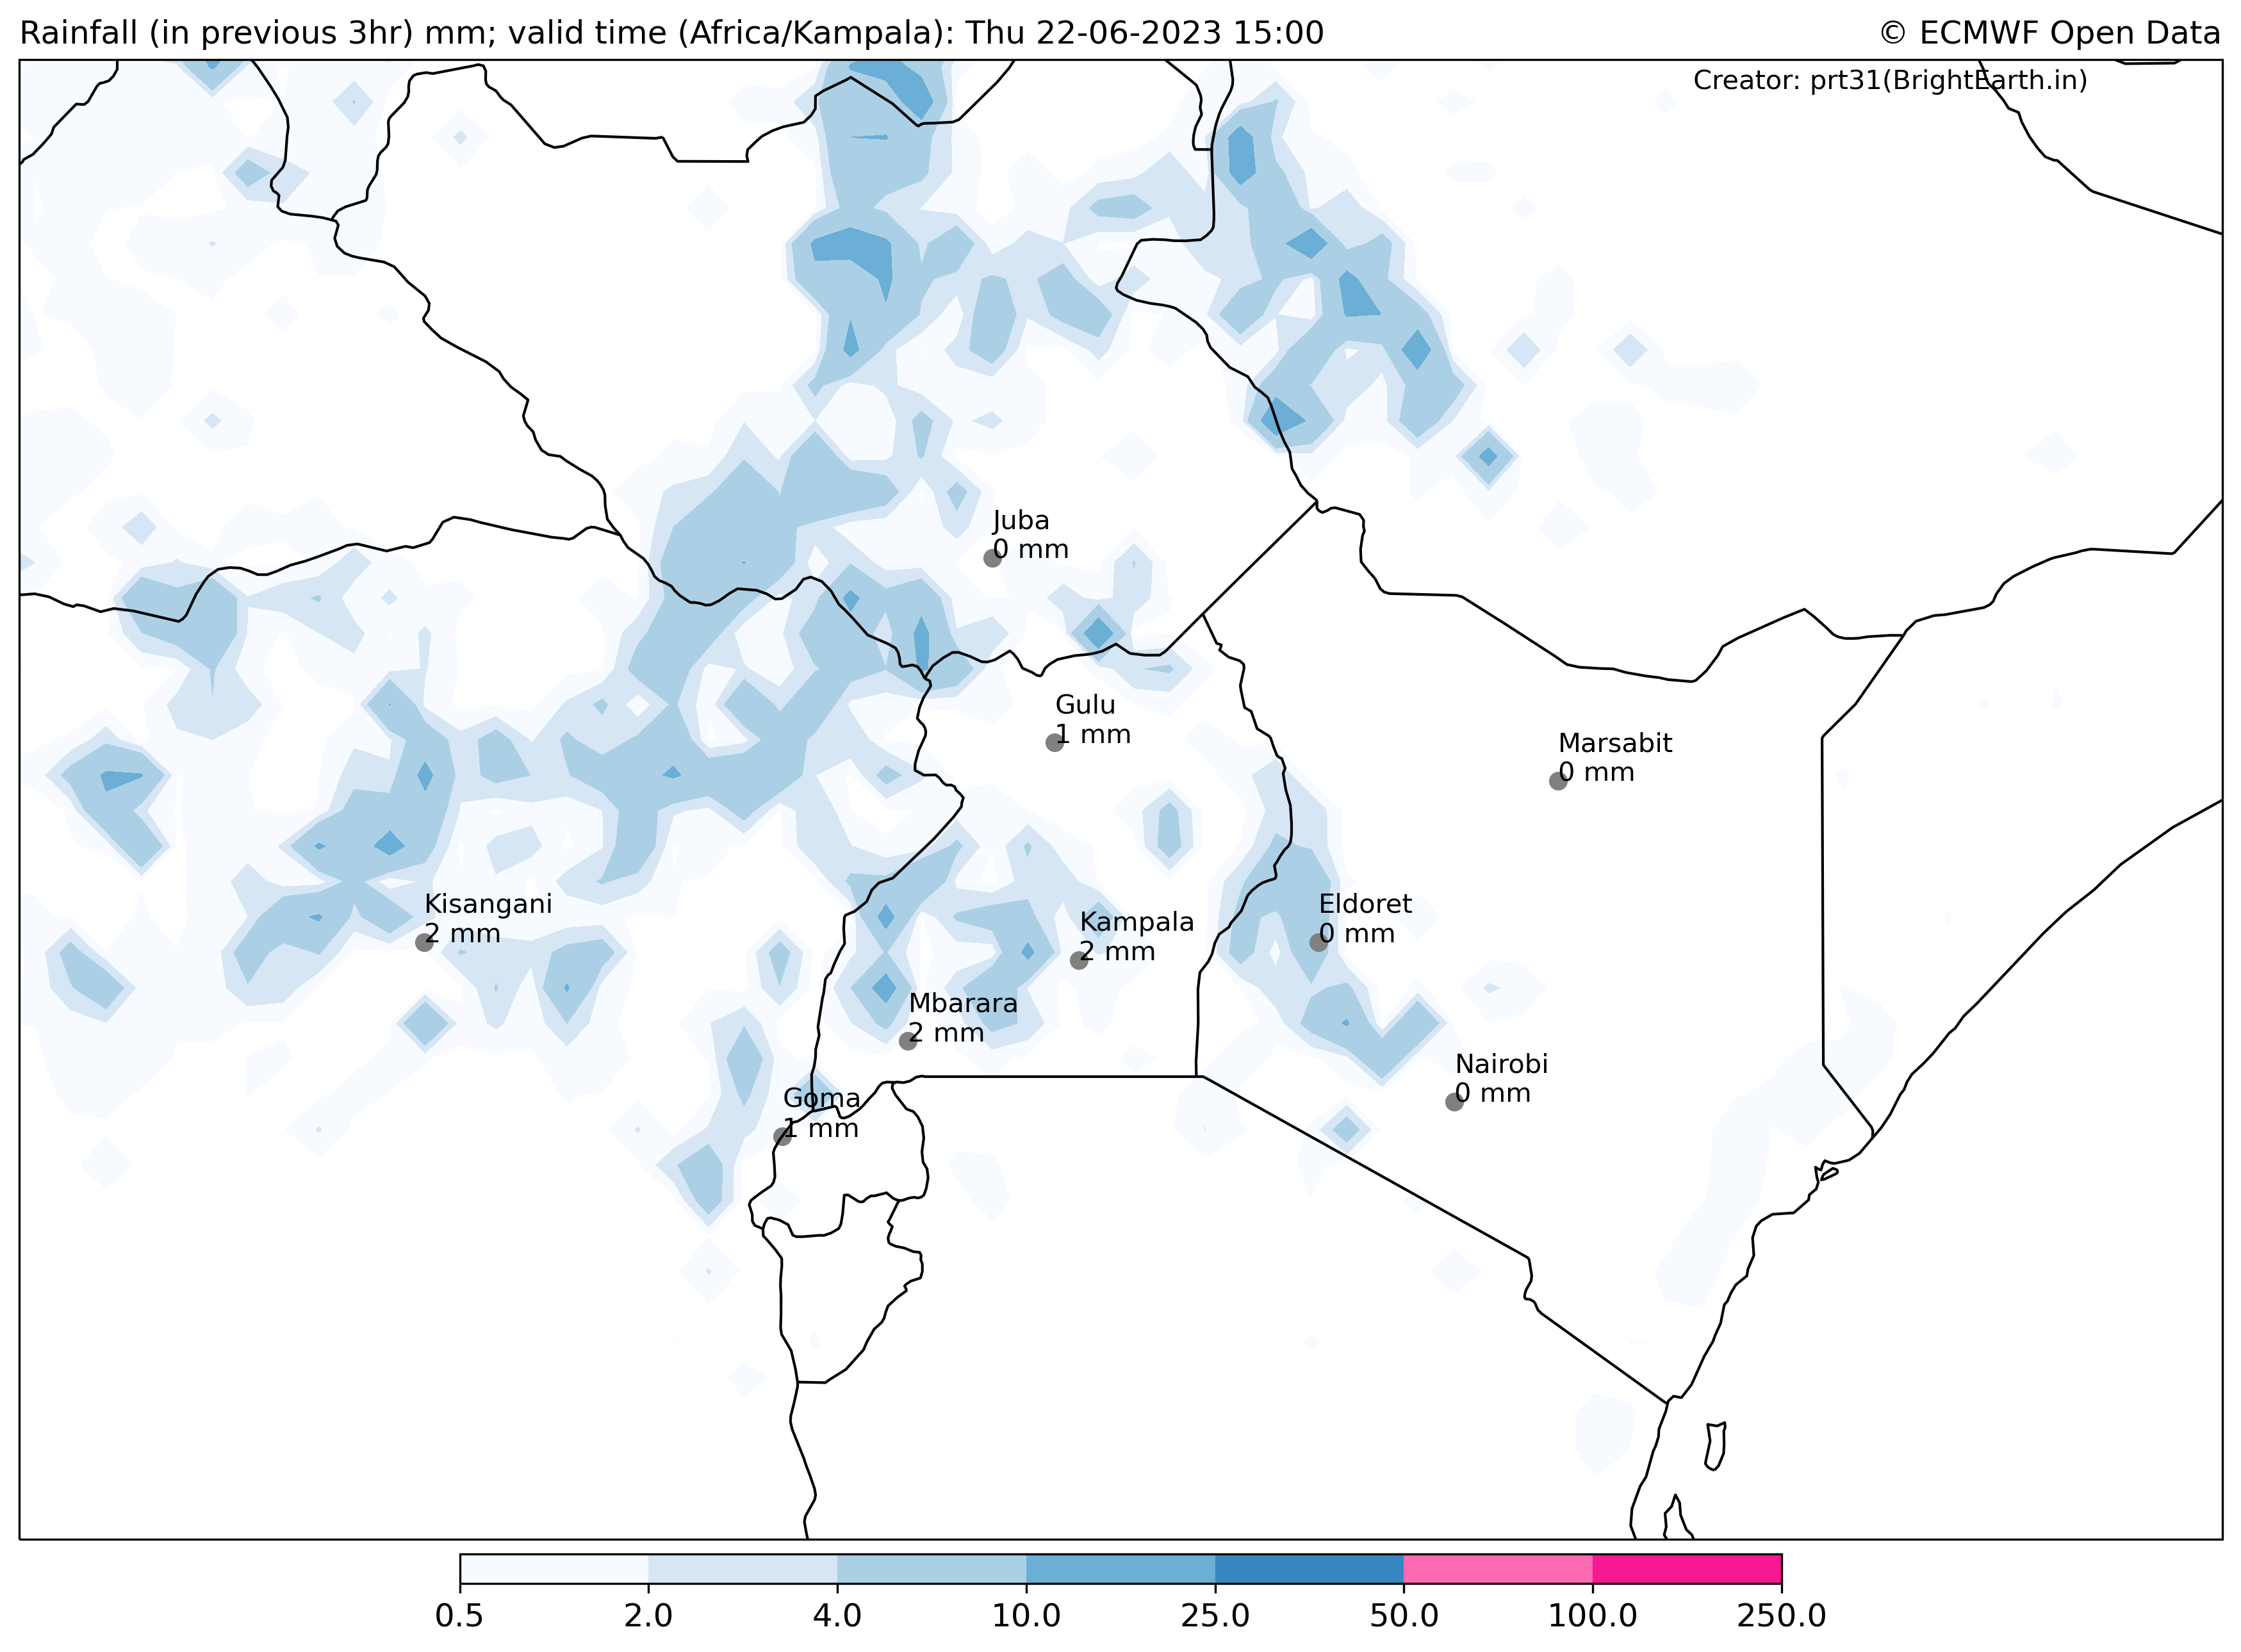 Rainfall (in previous 3hr) mm; valid time (Africa/Kampala): Thu 22-06-2023 15:00
© ECMWF Open Data
Creator: prt31(BrightEarth.in)
Juba
0 mm
Gulu
1 mm
Marsabit
0 mm
Kisangani
2 mm
Eldoret
0 mm
Kampala
2 mm
Mbarara
2 mm
Nairobi
0 mm
Goma
1 mm
0.5 2.0 4.0 10.0 25.0 50.0 100.0 250.0